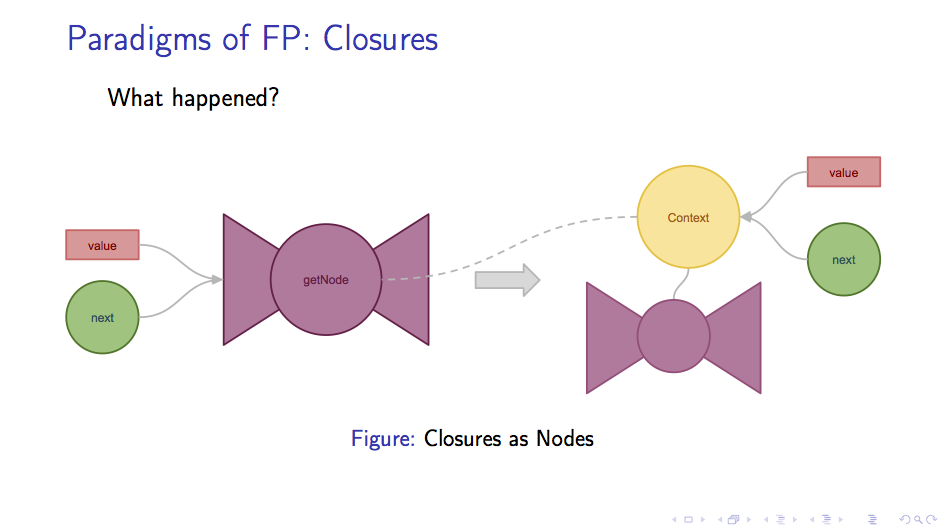 Paradigms of FP: Closures
What happened?
value
next
getNode
Context
value
next
Figure: Closures as Nodes